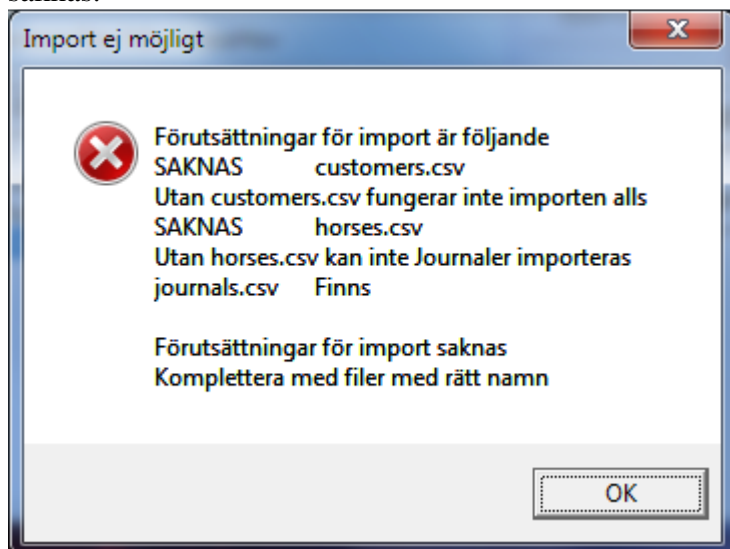 Import ej möjligt
Förutsättningar för import är följande
SAKNAS customers.csv
Utan customers.csv fungerar inte importen alls
SAKNAS horses.csv
Utan horses.csv kan inte Journaler importeras
journals.csv Finns
Förutsättningar för import saknas
Komplettera med filer med rätt namn
OK